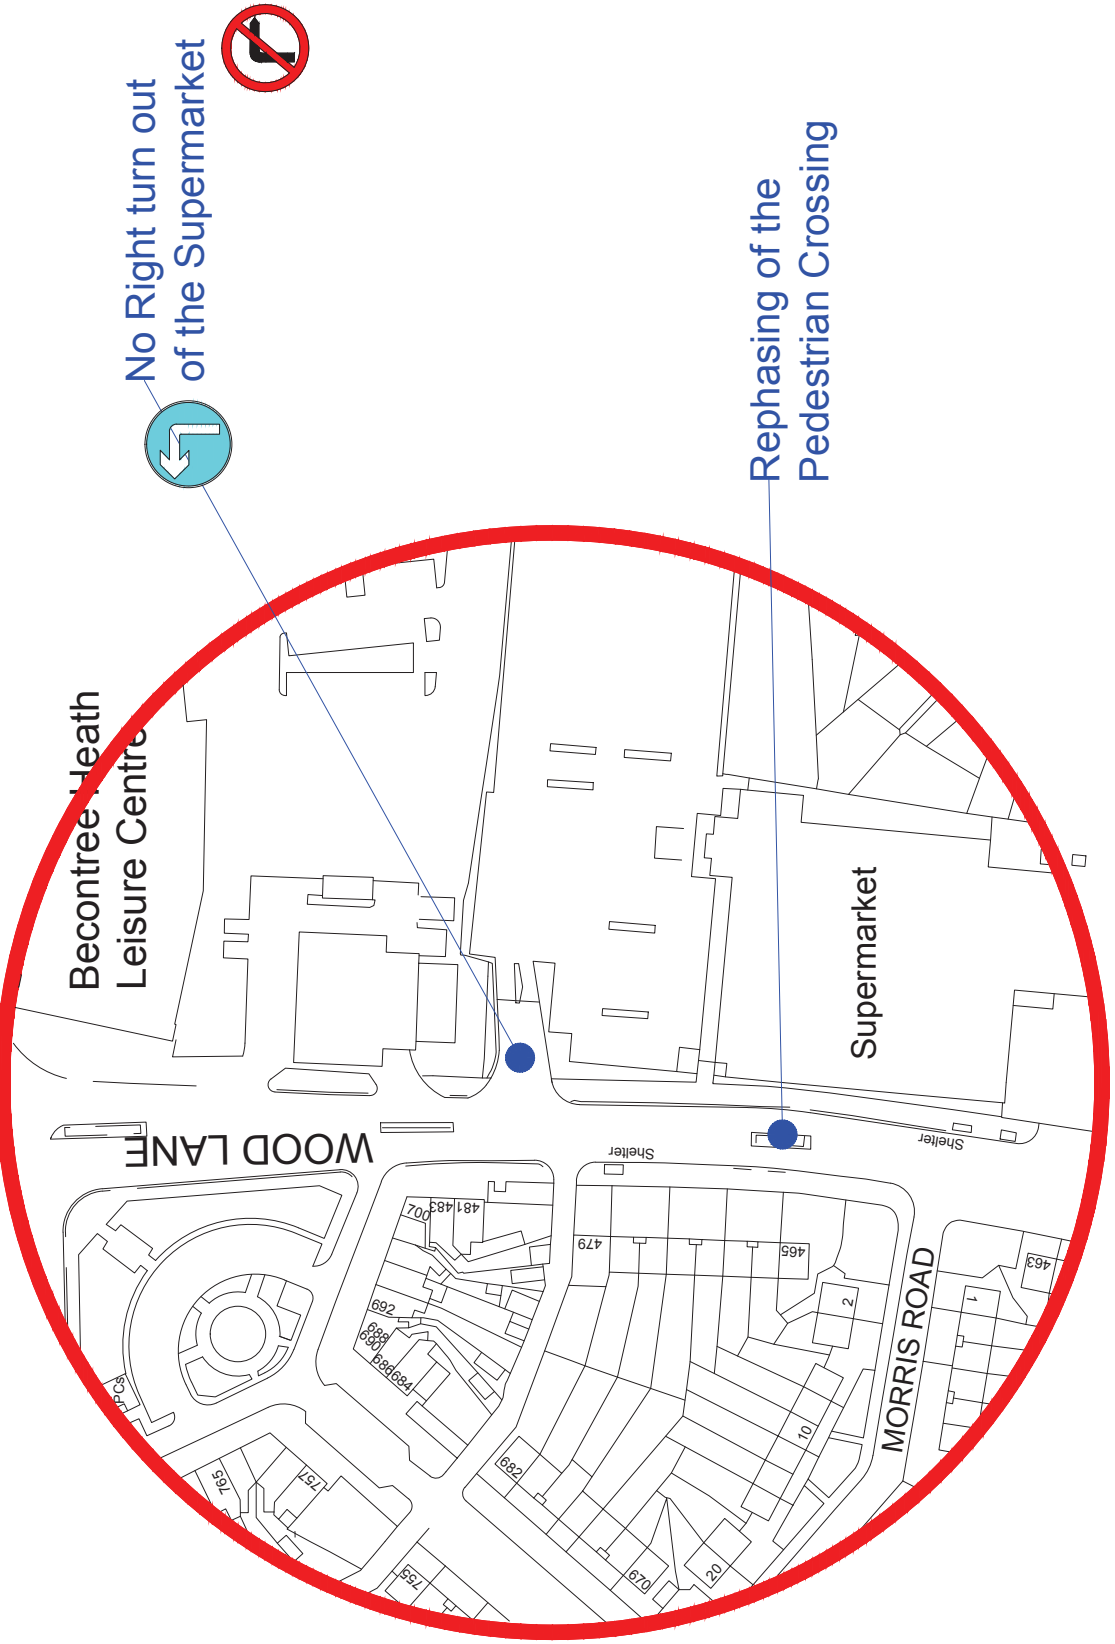 No Right turn out
of the Supermarket
Becontree Heath
Leisure Centre
Rephasing of the
Pedestrian Crossing
Supermarket
WOOD LANE
Shelter
Shelter
MORRIS ROAD
700
483
481
479
465
463
692
688
690
686
684
682
670
20
10
2
1
PCs
765
757
755